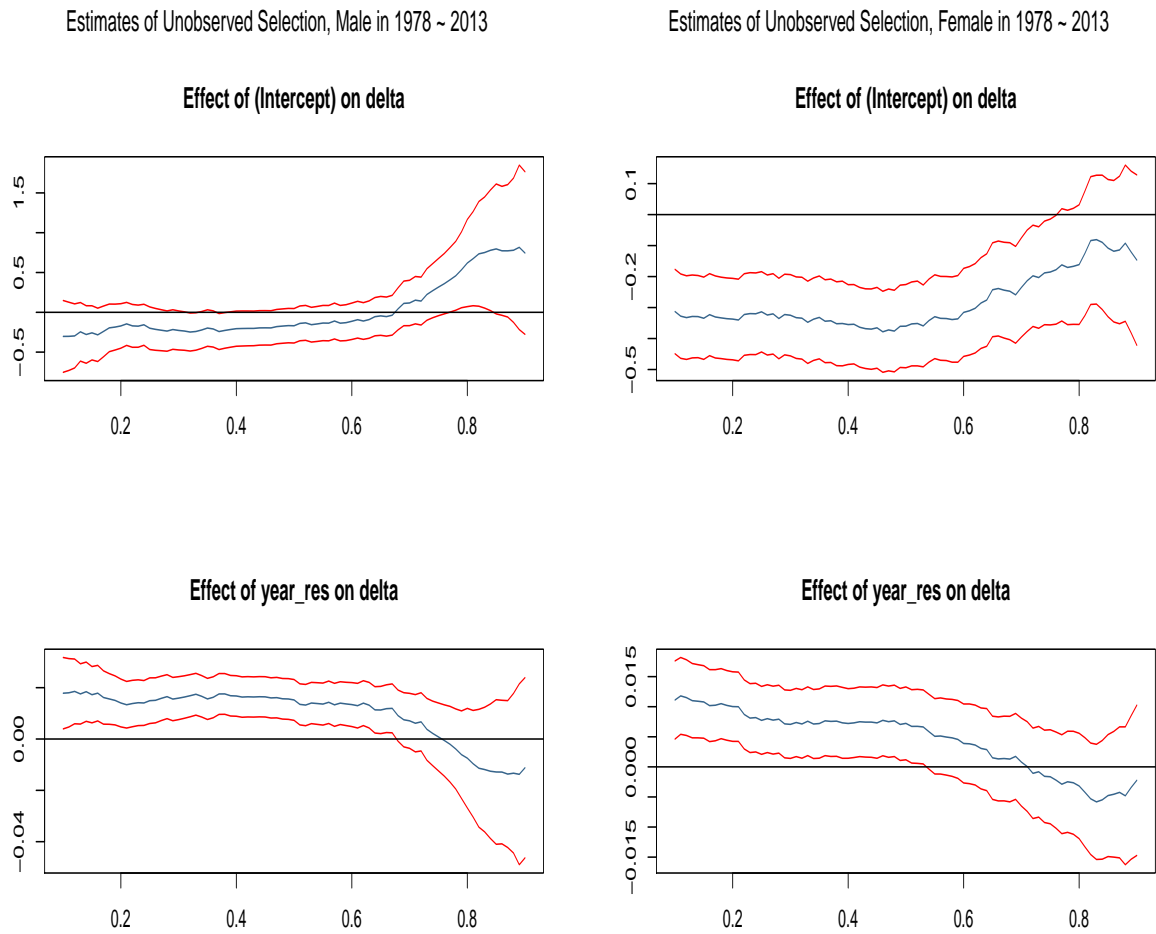 Estimates of Unobserved Selection, Male in 1978 ~ 2013
Estimates of Unobserved Selection, Female in 1978 ~ 2013
Effect of (Intercept) on delta
1.5
0.5
−0.5
0.2 0.4 0.6 0.8
Effect of (Intercept) on delta
0.1
−0.2
−0.5
0.2 0.4 0.6 0.8
Effect of year_res on delta
0.00
−0.04
0.2 0.4 0.6 0.8
Effect of year_res on delta
0.015
0.000
−0.015
0.2 0.4 0.6 0.8